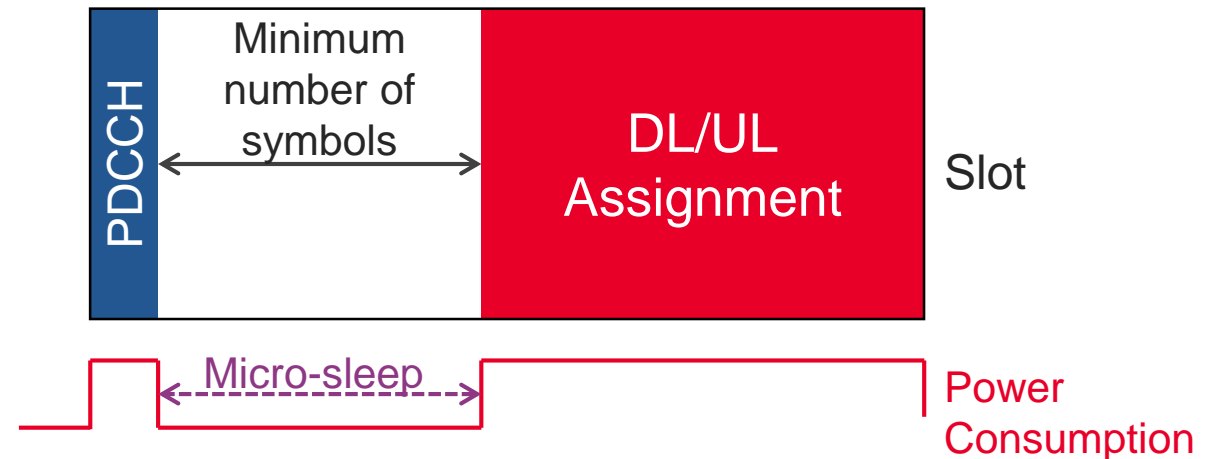 PDCCH
Minimum
number of
symbols
DL/UL
Assignment
Slot
Micro-sleep
Power
Consumption